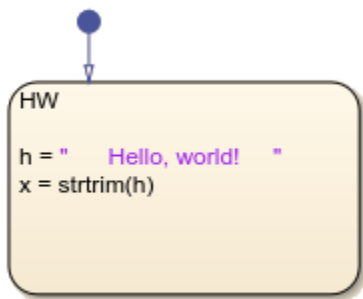 HW
h = "      Hello, world!     "
x = strtrim(h)